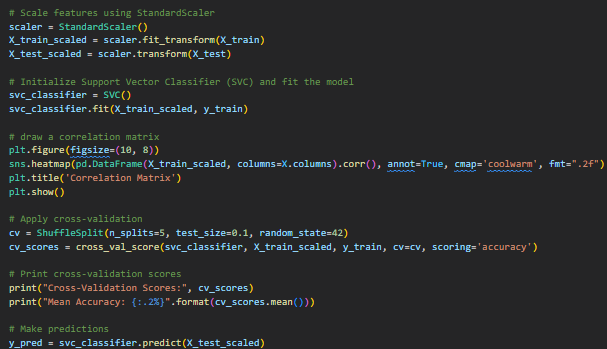 # Scale features using StandardScaler
scaler = StandardScaler()
X_train_scaled = scaler.fit_transform(X_train)
X_test_scaled = scaler.transform(X_test)
# Initialize Support Vector Classifier (SVC) and fit the model
svc_classifier = SVC()
svc_classifier.fit(X_train_scaled, y_train)
# draw a correlation matrix
plt.figure(figsize=(10, 8))
sns.heatmap(pd.DataFrame(X_train_scaled, columns=X.columns).corr(), annot=True, cmap='coolwarm', fmt=".2f")
plt.title('Correlation Matrix')
plt.show()
# Apply cross-validation
cv = ShuffleSplit(n_splits=5, test_size=0.1, random_state=42)
cv_scores = cross_val_score(svc_classifier, X_train_scaled, y_train, cv=cv, scoring='accuracy')
# Print cross-validation scores
print("Cross-Validation Scores:", cv_scores)
print("Mean Accuracy: {:.2%}".format(cv_scores.mean()))
# Make predictions
y_pred = svc_classifier.predict(X_test_scaled)